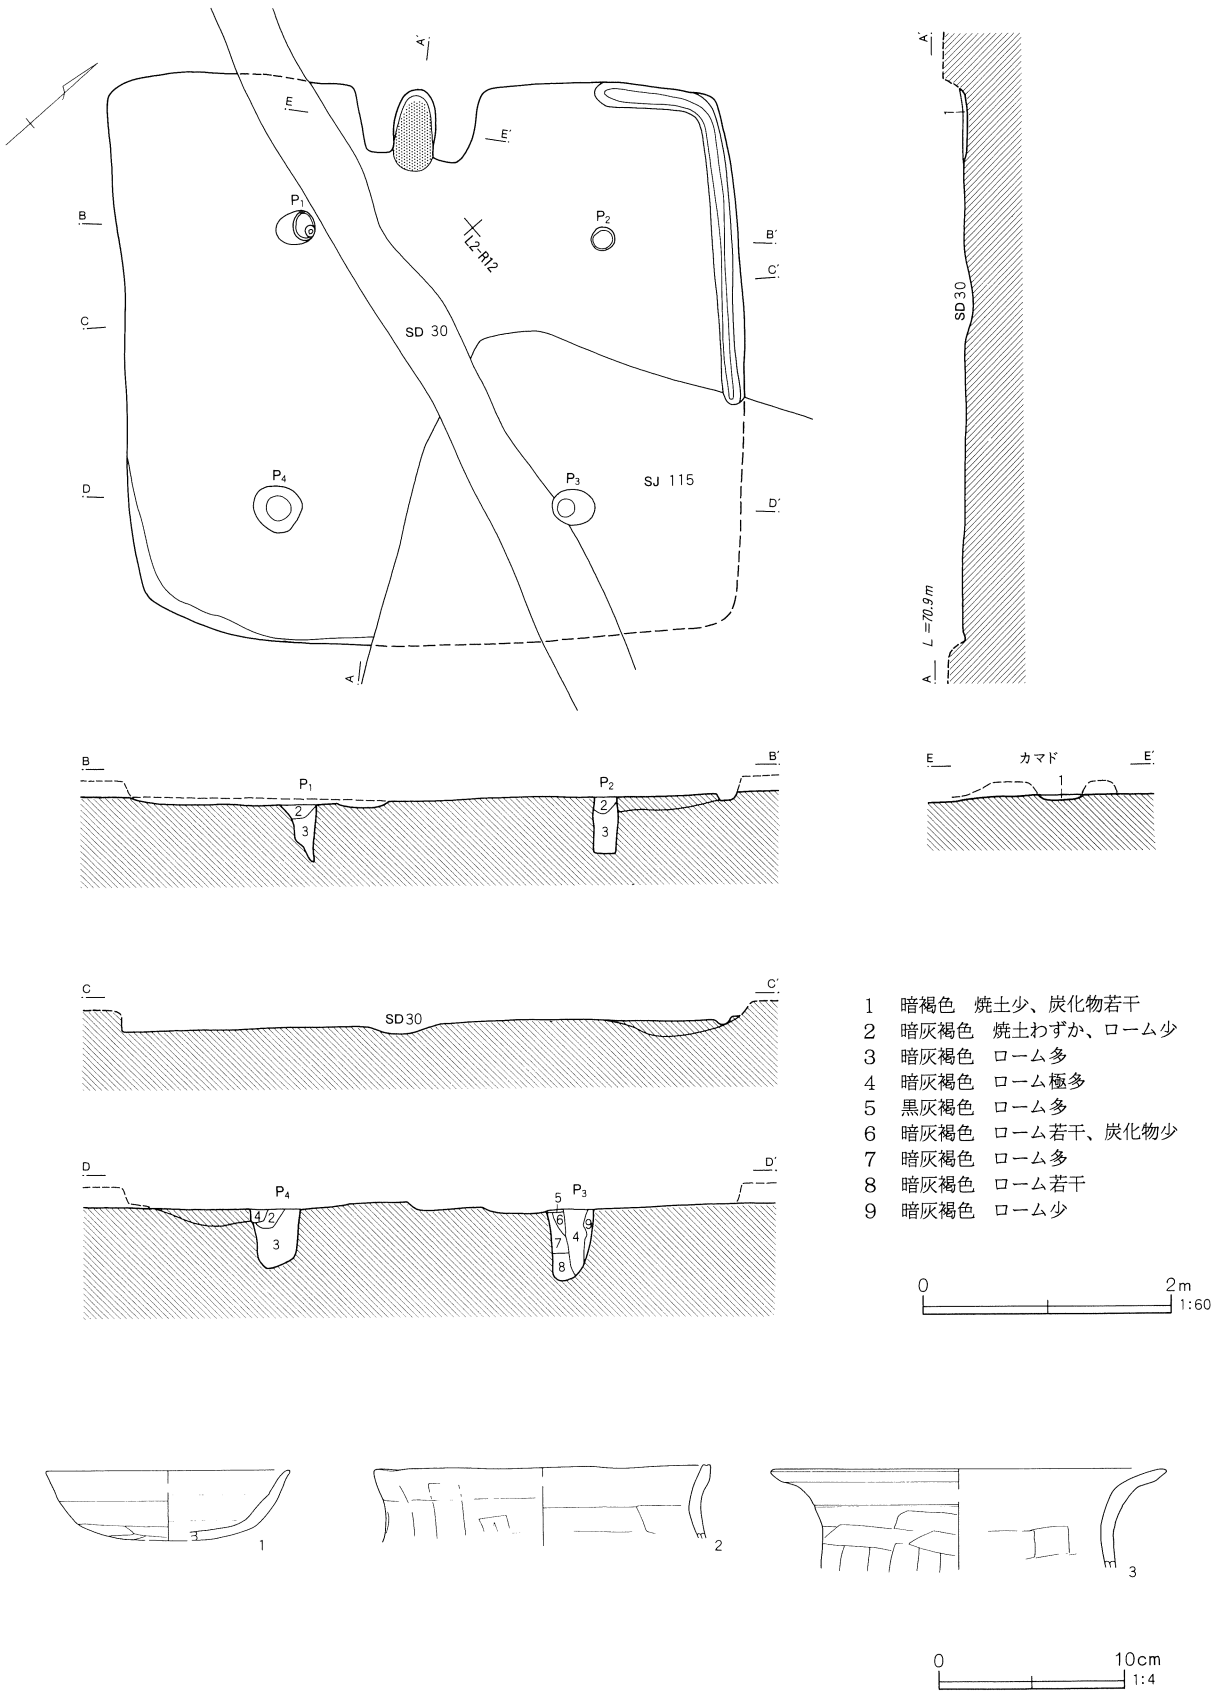 A′
A′
E
E′
1
P1
P2
B
B′
L2-R12
C′
C
SD 30
SD 30
P4
P3
SJ 115
D
D′
L=70.9m
A
A
B
B′
E
カマド
E′
P1
P2
1
2
2
3
3
C
C′
SD30
1 暗褐色 焼土少、炭化物若干
2 暗灰褐色 焼土わずか、ローム少
3 暗灰褐色 ローム多
4 暗灰褐色 ローム極多
5 黒灰褐色 ローム多
6 暗灰褐色 ローム若干、炭化物少
7 暗灰褐色 ローム多
8 暗灰褐色 ローム若干
9 暗灰褐色 ローム少
D
D′
P4
P3
5
4 2
6
9
3
7
4
8
0 2m
1:60
1
2
3
0 10cm
1:4